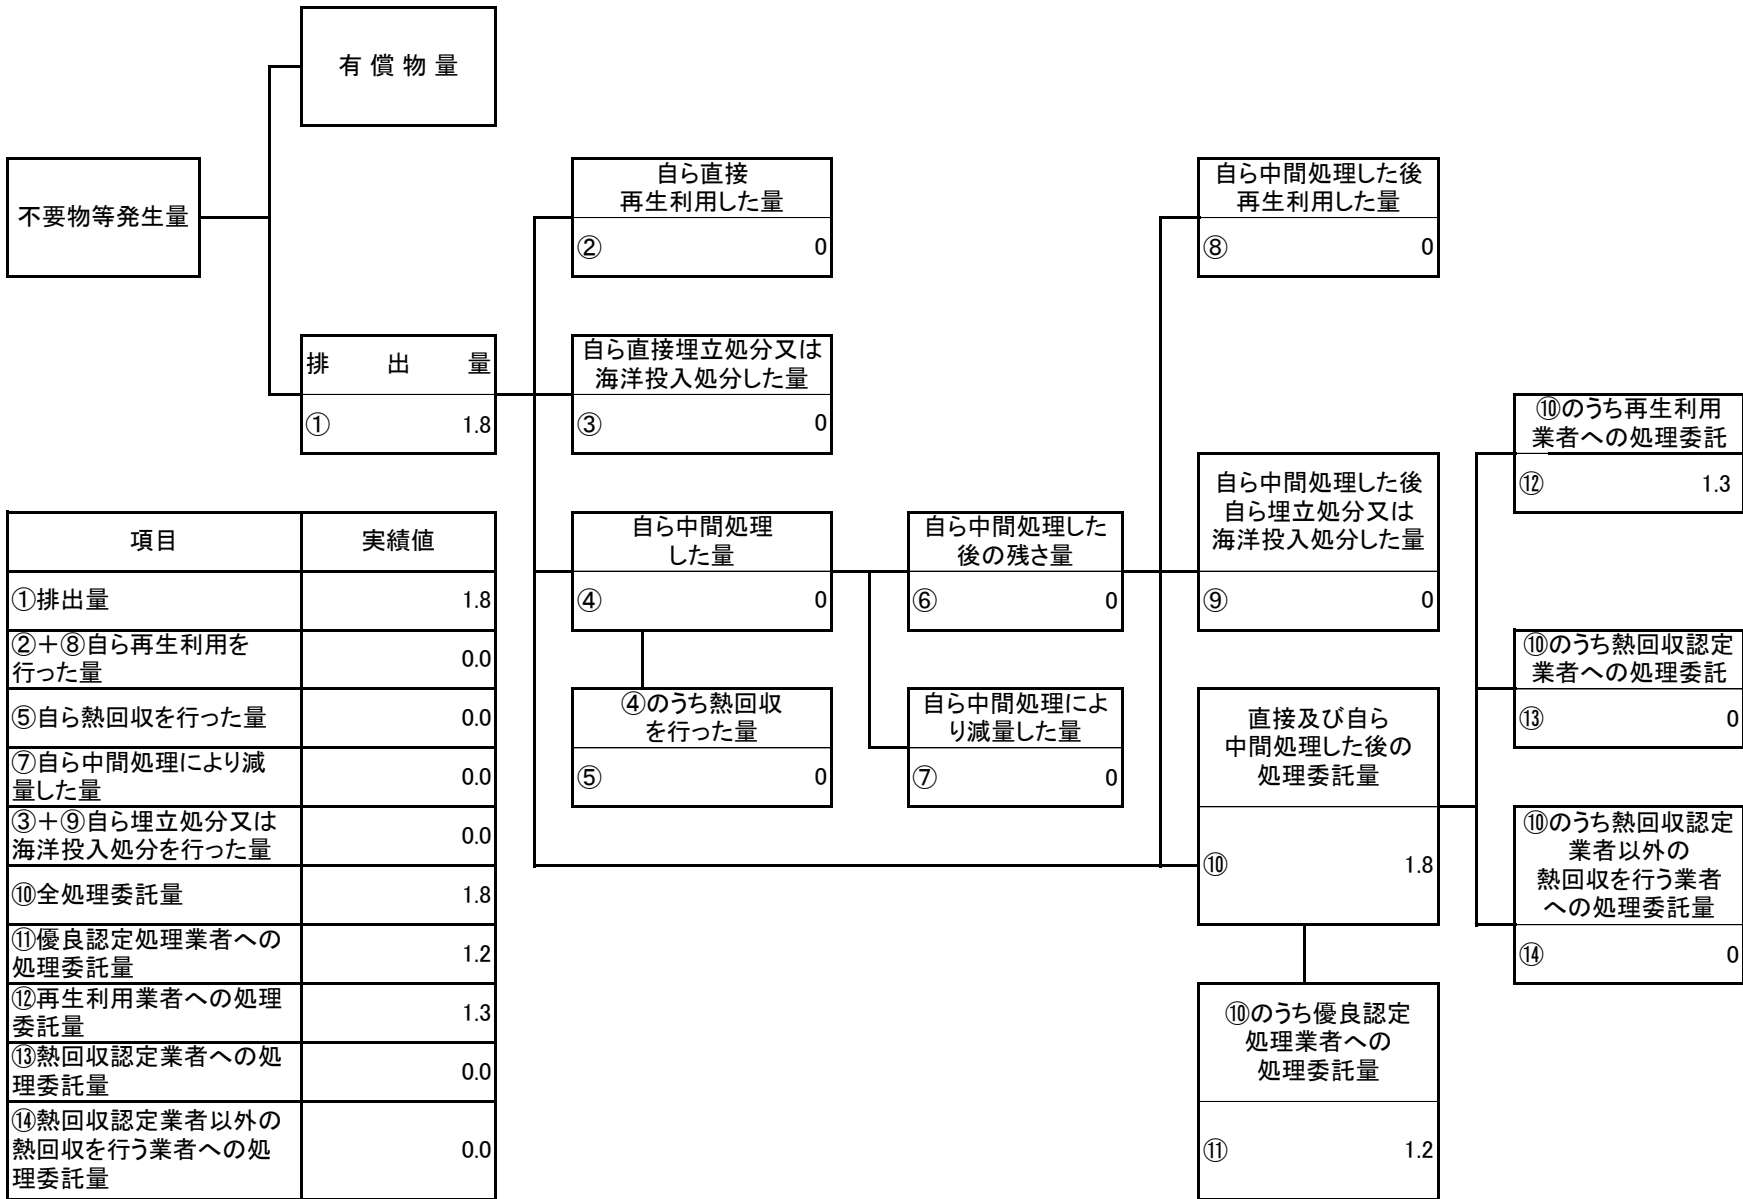 有償物量
不要物等発生量
自ら直接
再生利用した量
② 0
自ら中間処理した後
再生利用した量
⑧ 0
排出量
① 1.8
自ら直接埋立処分又は
海洋投入処分した量
③ 0
⑩のうち再生利用
業者への処理委託
⑫ 1.3
自ら中間処理した後
自ら埋立処分又は
海洋投入処分した量
⑨ 0
自ら中間処理
した量
④ 0
自ら中間処理した
後の残さ量
⑥ 0
⑩のうち熱回収認定
業者への処理委託
⑬ 0
④のうち熱回収
を行った量
⑤ 0
自ら中間処理によ
り減量した量
⑦ 0
直接及び自ら
中間処理した後の
処理委託量
⑩ 1.8
⑩のうち熱回収認定
業者以外の
熱回収を行う業者
への処理委託量
⑭ 0
⑩のうち優良認定
処理業者への
処理委託量
⑪ 1.2
項目 実績値
①排出量 1.8
②＋⑧自ら再生利用を
行った量 0.0
⑤自ら熱回収を行った量 0.0
⑦自ら中間処理により減
量した量 0.0
③＋⑨自ら埋立処分又は
海洋投入処分を行った量 0.0
⑩全処理委託量 1.8
⑪優良認定処理業者への
処理委託量 1.2
⑫再生利用業者への処理
委託量 1.3
⑬熱回収認定業者への処
理委託量 0.0
⑭熱回収認定業者以外の
熱回収を行う業者への処
理委託量 0.0